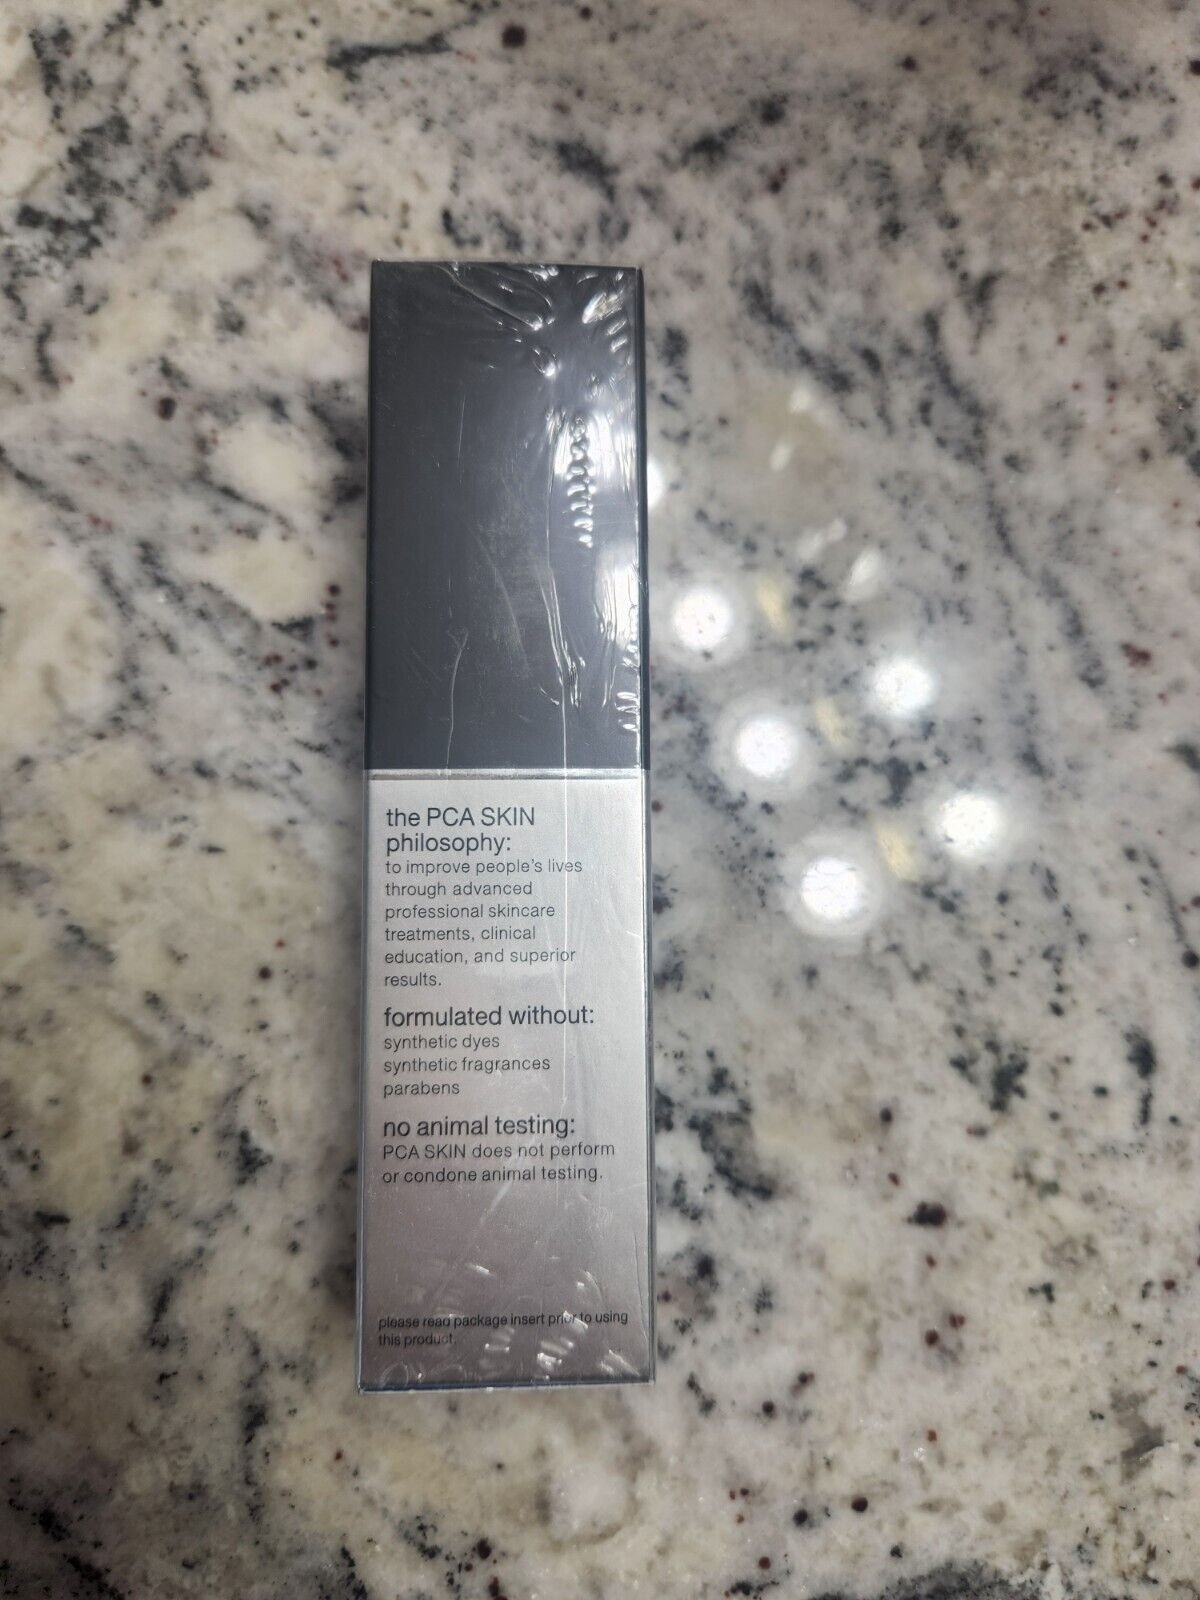 the PCA SKIN
philosophy:
to improve people's lives
through advanced
professional skincare
treatments, clinical
education, and superior
results.
formulated without:
synthetic dyes
synthetic fragrances
parabens
no animal testing:
PCA SKIN does not perform
or condone animal testing.
please read package insert prior to using
this product.